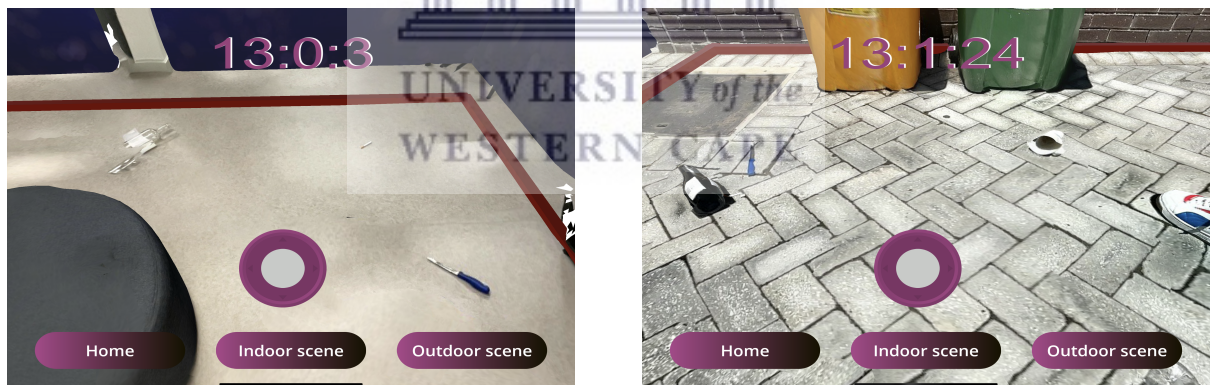 13:0:3
13:1:24
UNIVERSITY of the
WESTERN CAPE
Home
Indoor scene
Outdoor scene
Home
Indoor scene
Outdoor scene